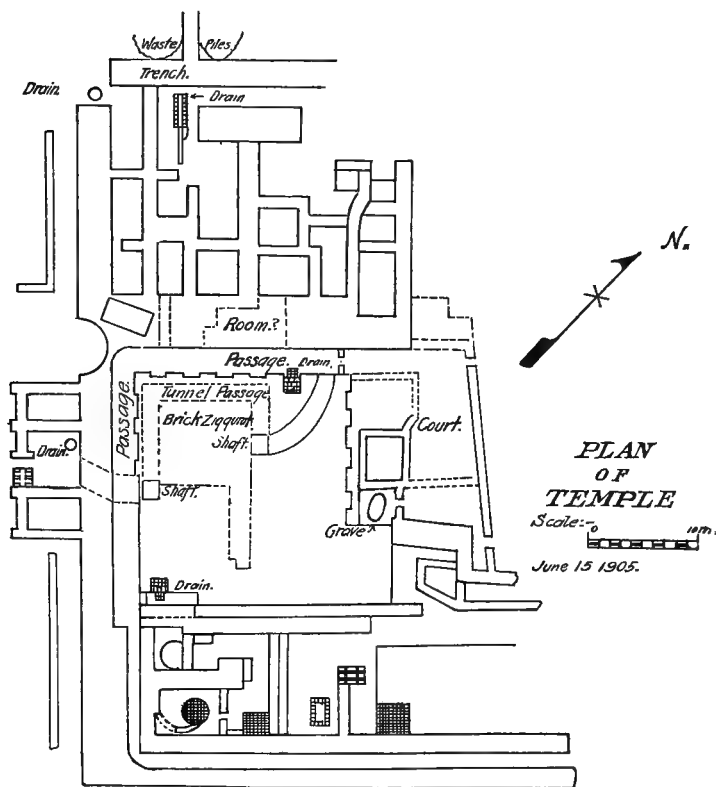 Waste Piles
Trench.
Drain.
← Drain
N.
Room?
Passage. Drain.
Tunnel Passage
Passage.
Brick Ziggurat
Shaft.
Court.
Drain.
Shaft.
Grave
Drain.
PLAN
OF
TEMPLE
Scale:- 0 10m.
June 15 1905.